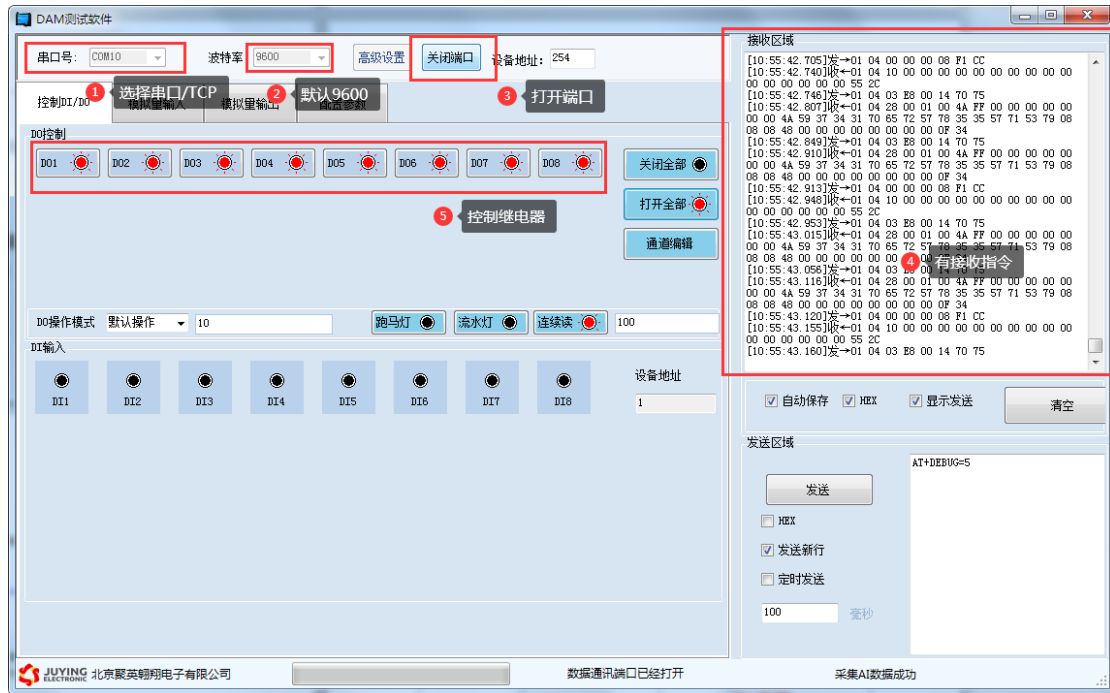 DAM测试软件
串口号: COM10 波特率 9600 高级设置 关闭端口 设备地址: 254
1 选择串口/TCP 2 默认9600 3 打开端口
控制DI/DO 模拟量输入 模拟量输出 配置参数
DO控制
DO1 DO2 DO3 DO4 DO5 DO6 DO7 DO8 关闭全部
打开全部
5 控制继电器
通道编辑
DO操作模式 默认操作 10 跑马灯 流水灯 连续读 100
DI输入
DI1 DI2 DI3 DI4 DI5 DI6 DI7 DI8
设备地址
1
接收区域
[10:55:42.705]发→01 04 00 00 00 08 F1 CC
[10:55:42.740]收←01 04 10 00 00 00 00 00 00 00 00 00
00 00 00 00 00 00 55 2C
[10:55:42.746]发→01 04 03 E8 00 14 70 75
[10:55:42.807]收←01 04 28 00 01 00 4A FF 00 00 00 00 00
00 00 4A 59 37 34 31 70 65 72 57 78 35 35 57 71 53 79 08
08 08 48 00 00 00 00 00 00 00 00 0F 34
[10:55:42.849]发→01 04 03 E8 00 14 70 75
[10:55:42.910]收←01 04 28 00 01 00 4A FF 00 00 00 00 00
00 00 4A 59 37 34 31 70 65 72 57 78 35 35 57 71 53 79 08
08 08 48 00 00 00 00 00 00 00 00 0F 34
[10:55:42.913]发→01 04 00 00 00 08 F1 CC
[10:55:42.948]收←01 04 10 00 00 00 00 00 00 00 00 00 00
00 00 00 00 00 00 55 2C
[10:55:42.953]发→01 04 03 E8 00 14 70 75
[10:55:43.015]收←01 04 28 00 01 00 4A FF 00 00 00 00 00
00 00 4A 59 37 34 31 70 65 72 57 78 35 35 57 71 53 79 08
08 08 48 00 00 00 00 00 00
4 有接收指令
[10:55:43.056]发→01 04 03 E8 00 14 70 75
[10:55:43.116]收←01 04 28 00 01 00 4A FF 00 00 00 00 00
00 00 4A 59 37 34 31 70 65 72 57 78 35 35 57 71 53 79 08
08 08 48 00 00 00 00 00 00 00 00 0F 34
[10:55:43.120]发→01 04 00 00 00 08 F1 CC
[10:55:43.155]收←01 04 10 00 00 00 00 00 00 00 00 00 00
00 00 00 00 00 00 55 2C
[10:55:43.160]发→01 04 03 E8 00 14 70 75
自动保存 HEX 显示发送 清空
发送区域
AT+DEBUG=5
发送
HEX
发送新行
定时发送
100 毫秒
JUYING ELECTRONIC 北京聚英翱翔电子有限公司 数据通讯端口已经打开 采集AI数据成功